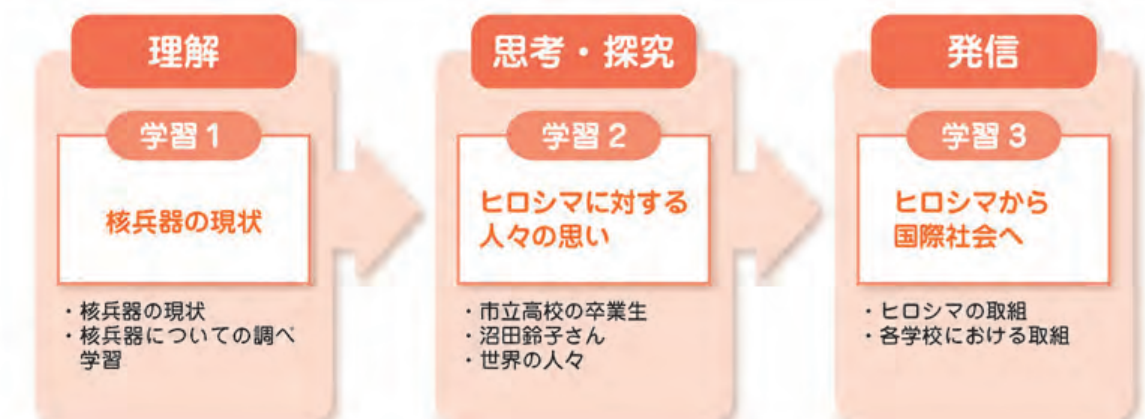 理解
学習 1
核兵器の現状
・核兵器の現状
・核兵器についての調べ
学習
思考・探究
学習 2
ヒロシマに対する
人々の思い
・市立高校の卒業生
・沼田鈴子さん
・世界の人々
発信
学習 3
ヒロシマから
国際社会へ
・ヒロシマの取組
・各学校における取組